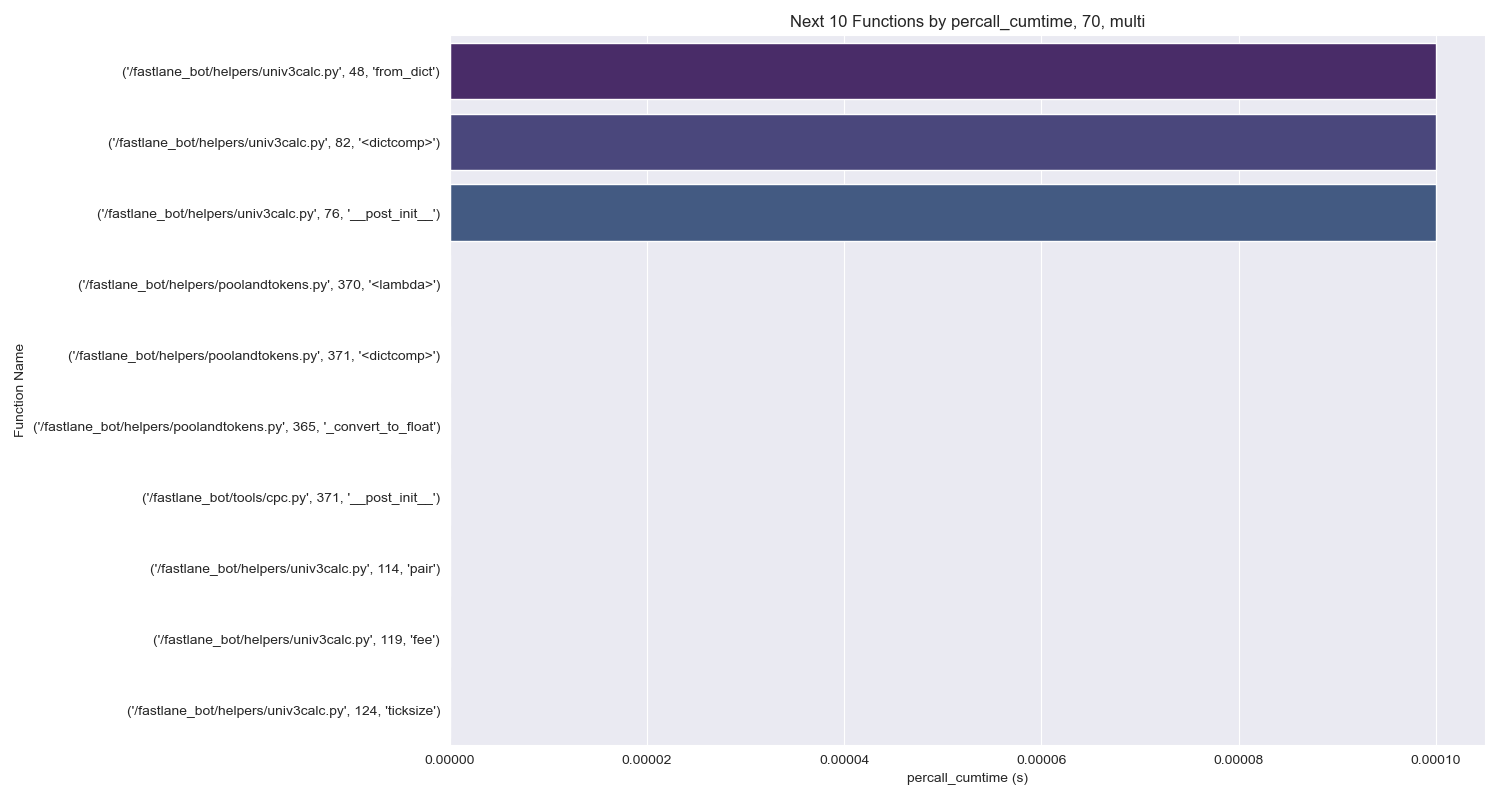 Next 10 Functions by percall_cumtime, 70, multi
Function Name
('/fastlane_bot/helpers/univ3calc.py', 48, 'from_dict')
('/fastlane_bot/helpers/univ3calc.py', 82, '<dictcomp>')
('/fastlane_bot/helpers/univ3calc.py', 76, '__post_init__')
('/fastlane_bot/helpers/poolandtokens.py', 370, '<lambda>')
('/fastlane_bot/helpers/poolandtokens.py', 371, '<dictcomp>')
('/fastlane_bot/helpers/poolandtokens.py', 365, '_convert_to_float')
('/fastlane_bot/tools/cpc.py', 371, '__post_init__')
('/fastlane_bot/helpers/univ3calc.py', 114, 'pair')
('/fastlane_bot/helpers/univ3calc.py', 119, 'fee')
('/fastlane_bot/helpers/univ3calc.py', 124, 'ticksize')
0.00000 0.00002 0.00004 0.00006 0.00008 0.00010
percall_cumtime (s)